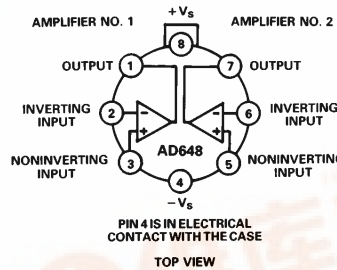 +VS
AMPLIFIER NO. 1
AMPLIFIER NO. 2
8
OUTPUT
1
7
OUTPUT
INVERTING
INPUT
2
−
−
6
INVERTING
INPUT
NONINVERTING
INPUT
3
+
+
5
NONINVERTING
INPUT
AD648
4
−VS
PIN 4 IS IN ELECTRICAL
CONTACT WITH THE CASE
TOP VIEW